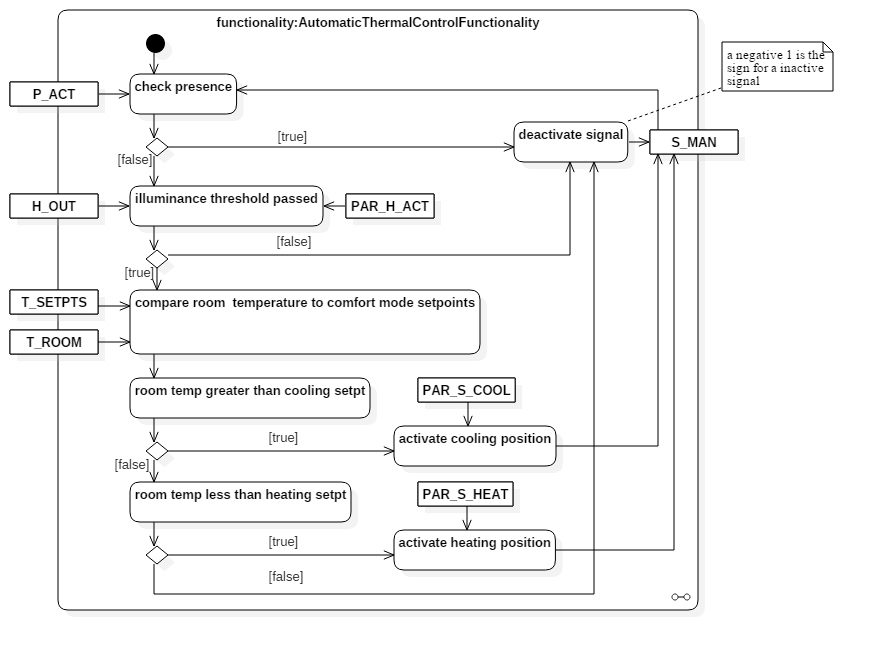 functionality:AutomaticThermalControlFunctionality
a negative 1 is the
sign for a inactive
signal
check presence
P_ACT
[true]
deactivate signal
S_MAN
[false]
illuminance threshold passed
H_OUT
PAR_H_ACT
[false]
[true]
T_SETPTS
compare room  temperature to comfort mode setpoints
T_ROOM
room temp greater than cooling setpt
PAR_S_COOL
[true]
activate cooling position
[false]
room temp less than heating setpt
PAR_S_HEAT
[true]
activate heating position
[false]